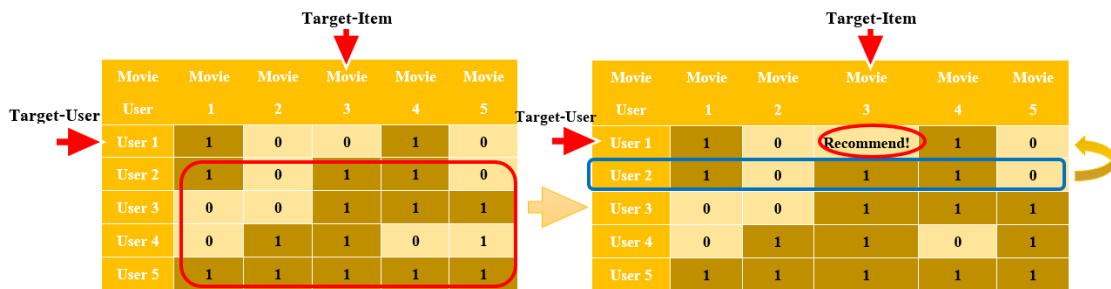 Target-Item
Movie Movie Movie Movie Movie Movie
User 1 2 3 4 5
Target-User
User 1 1 0 0 1 0
User 2 1 0 1 1 0
User 3 0 0 1 1 1
User 4 0 1 1 0 1
User 5 1 1 1 1 1
Target-Item
Movie Movie Movie Movie Movie Movie
User 1 2 3 4 5
Target-User
User 1 1 0 Recommend! 1 0
User 2 1 0 1 1 0
User 3 0 0 1 1 1
User 4 0 1 1 0 1
User 5 1 1 1 1 1